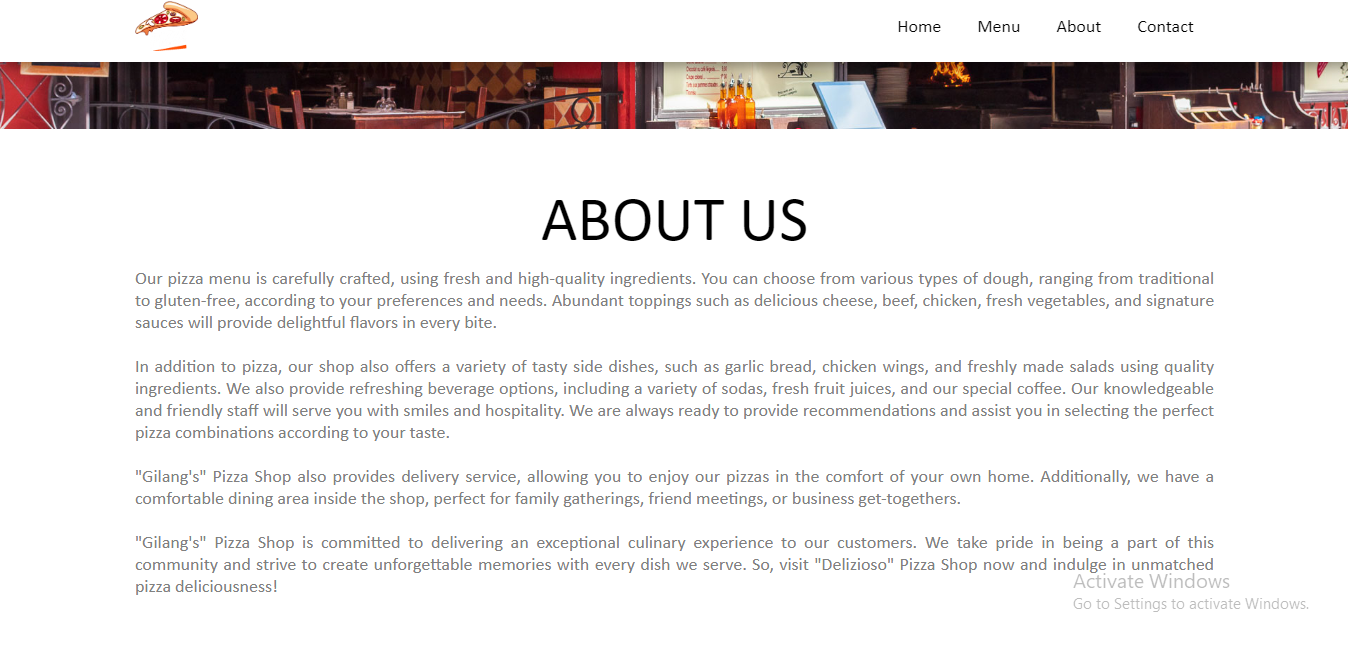 Home Menu About Contact
ABOUT US
Our pizza menu is carefully crafted, using fresh and high-quality ingredients. You can choose from various types of dough, ranging from traditional
to gluten-free, according to your preferences and needs. Abundant toppings such as delicious cheese, beef, chicken, fresh vegetables, and signature
sauces will provide delightful flavors in every bite.
In addition to pizza, our shop also offers a variety of tasty side dishes, such as garlic bread, chicken wings, and freshly made salads using quality
ingredients. We also provide refreshing beverage options, including a variety of sodas, fresh fruit juices, and our special coffee. Our knowledgeable
and friendly staff will serve you with smiles and hospitality. We are always ready to provide recommendations and assist you in selecting the perfect
pizza combinations according to your taste.
"Gilang's" Pizza Shop also provides delivery service, allowing you to enjoy our pizzas in the comfort of your own home. Additionally, we have a
comfortable dining area inside the shop, perfect for family gatherings, friend meetings, or business get-togethers.
"Gilang's" Pizza Shop is committed to delivering an exceptional culinary experience to our customers. We take pride in being a part of this
community and strive to create unforgettable memories with every dish we serve. So, visit "Delizioso" Pizza Shop now and indulge in unmatched
pizza deliciousness!
Activate Windows
Go to Settings to activate Windows.